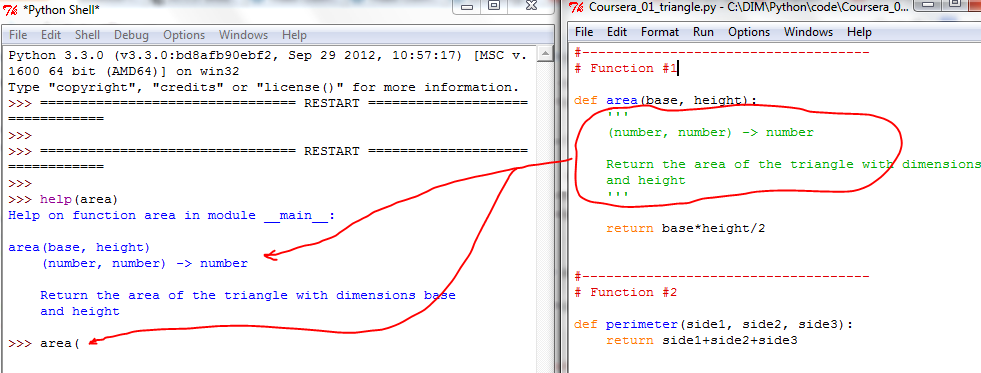 *Python Shell*
File Edit Shell Debug Options Windows Help
Python 3.3.0 (v3.3.0:bd8afb90ebf2, Sep 29 2012, 10:57:17) [MSC v.
1600 64 bit (AMD64)] on win32
Type "copyright", "credits" or "license()" for more information.
>>> ================================ RESTART ====================
============
>>>
>>> ================================ RESTART ====================
============
>>>
>>> help(area)
Help on function area in module __main__:
area(base, height)
(number, number) -> number
Return the area of the triangle with dimensions base
and height
>>> area(
Coursera_01_triangle.py - C:\DIM\Python\code\Coursera_0...
File Edit Format Run Options Windows Help
#------------------------------------
# Function #1
def area(base, height):
'''
(number, number) -> number
Return the area of the triangle with dimensions
and height
'''
return base*height/2
#------------------------------------
# Function #2
def perimeter(side1, side2, side3):
return side1+side2+side3